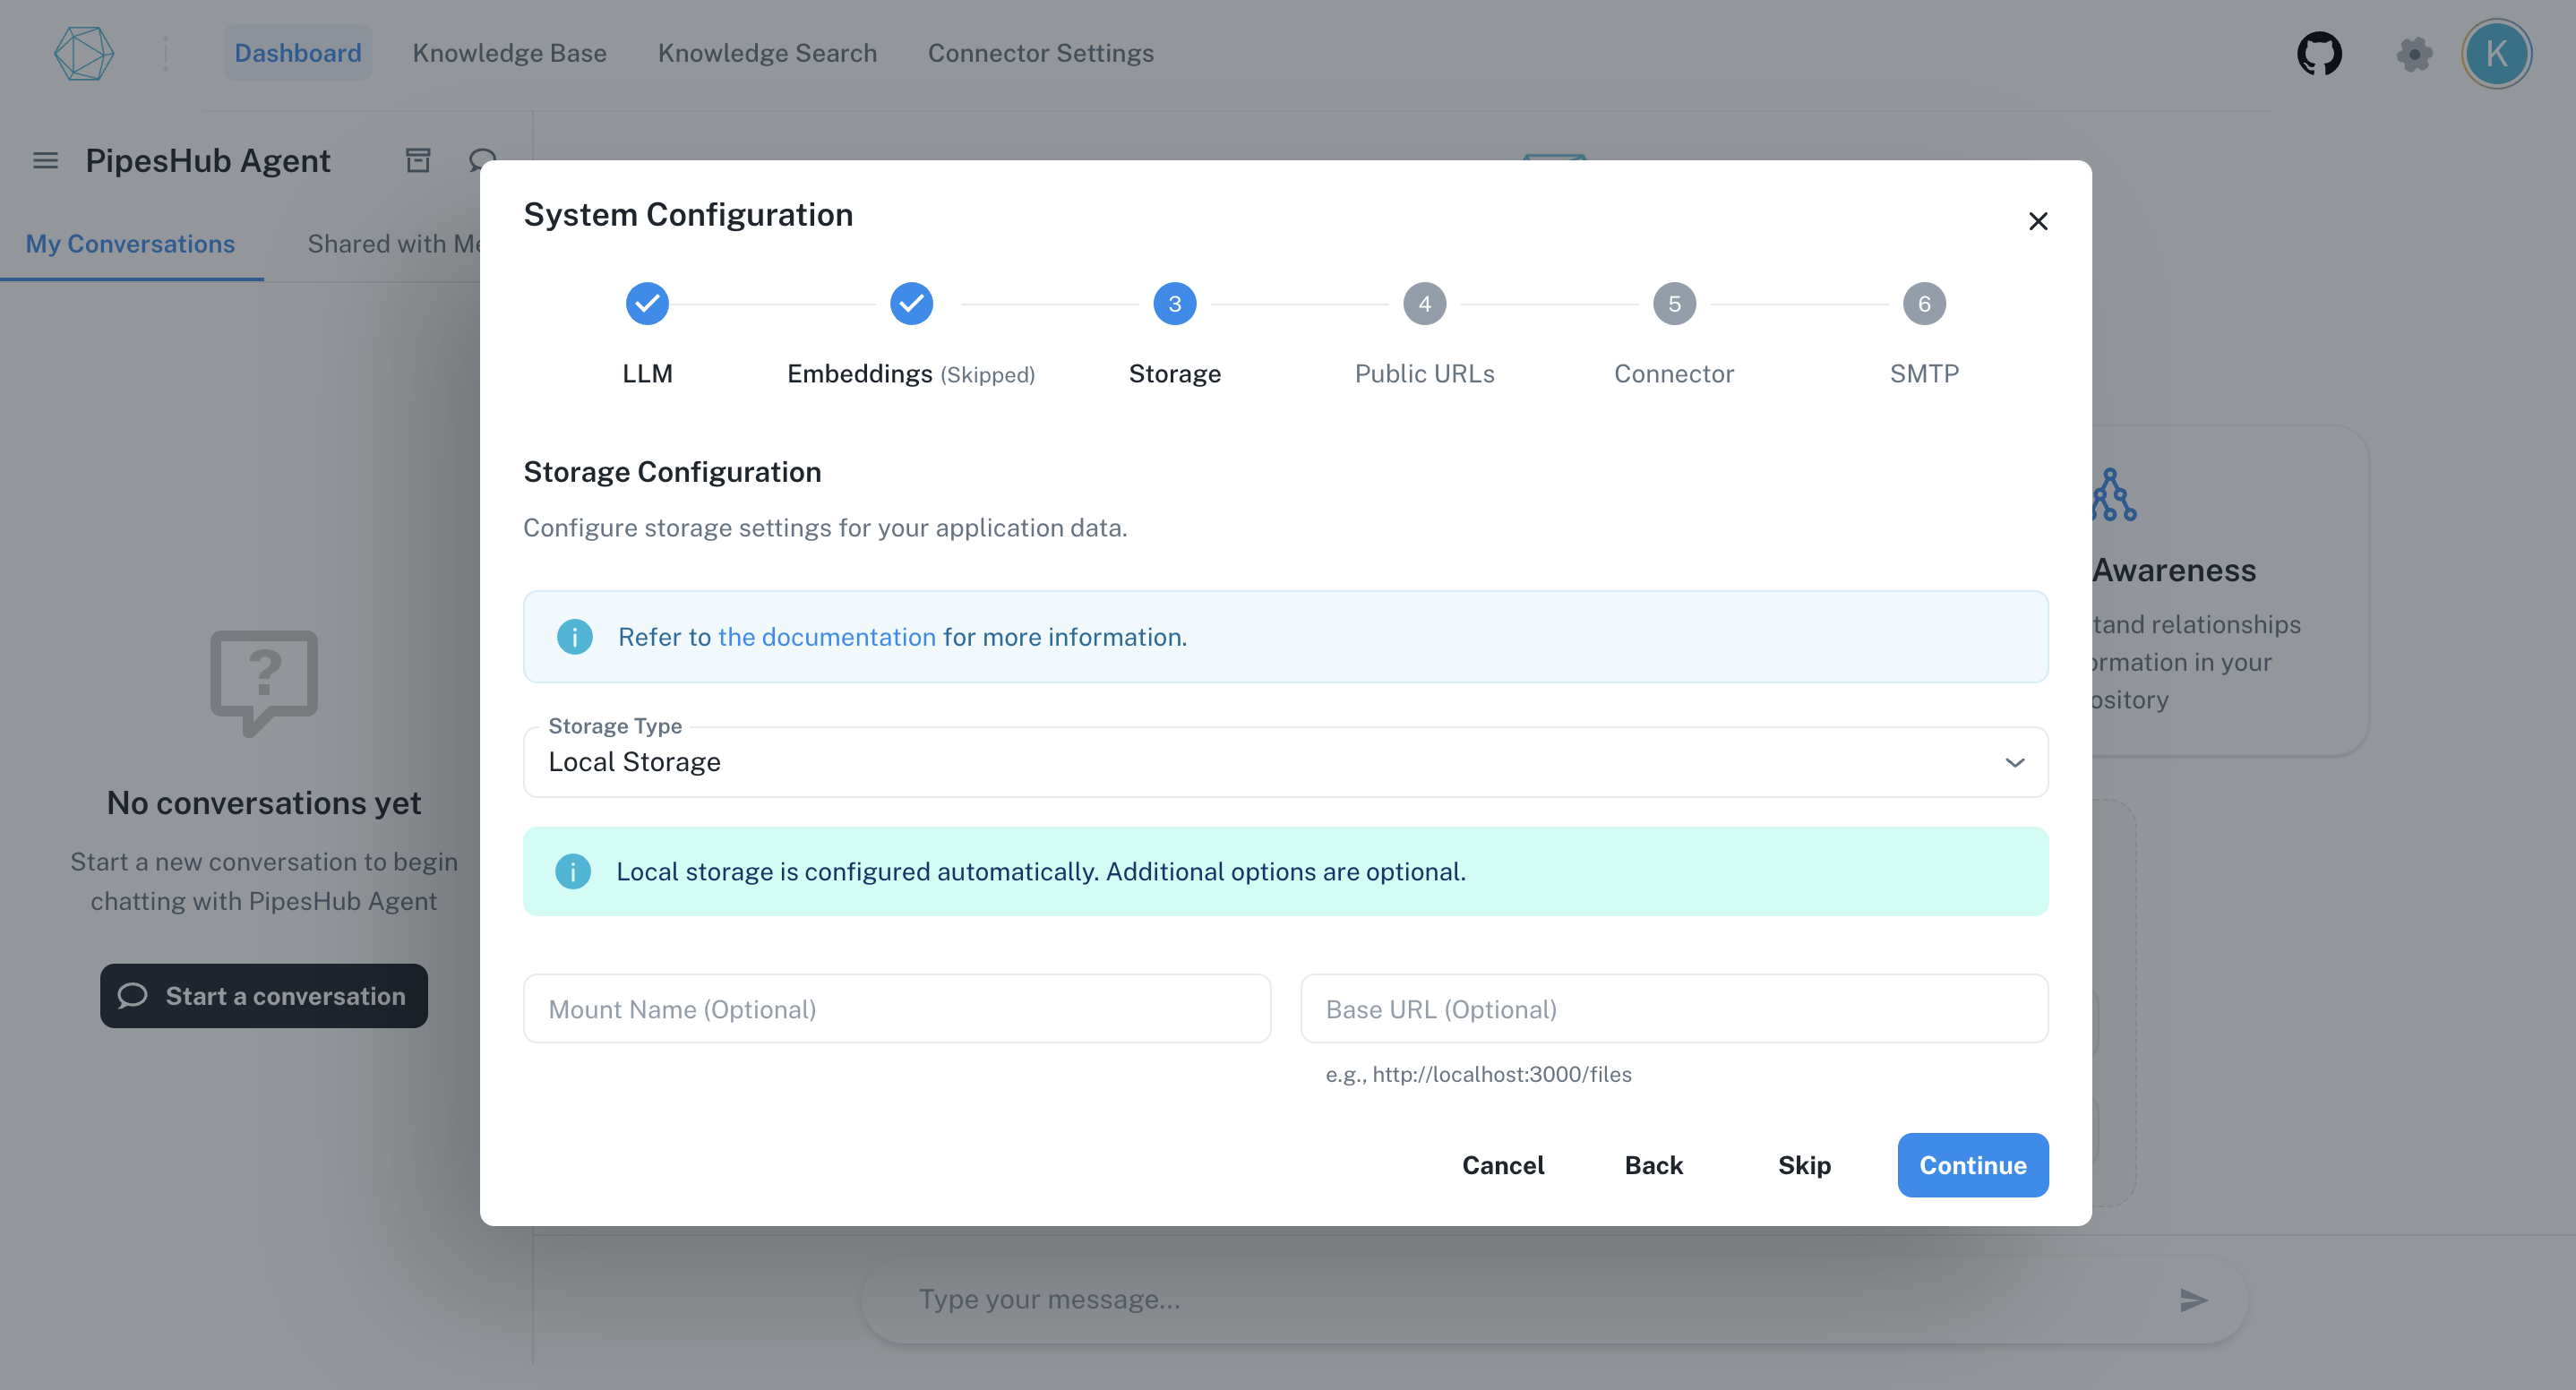 Dashboard
Knowledge Base
Knowledge Search
Connector Settings
K
PipesHub Agent
My Conversations
Shared with Me
No conversations yet
Start a new conversation to begin
chatting with PipesHub Agent
Start a conversation
System Configuration
3
4
5
6
LLM
Embeddings (Skipped)
Storage
Public URLs
Connector
SMTP
Storage Configuration
Configure storage settings for your application data.
Refer to the documentation for more information.
Storage Type
Local Storage
Local storage is configured automatically. Additional options are optional.
Mount Name (Optional)
Base URL (Optional)
e.g., http://localhost:3000/files
Cancel
Back
Skip
Continue
Awareness
relationships
in your
Type your message...